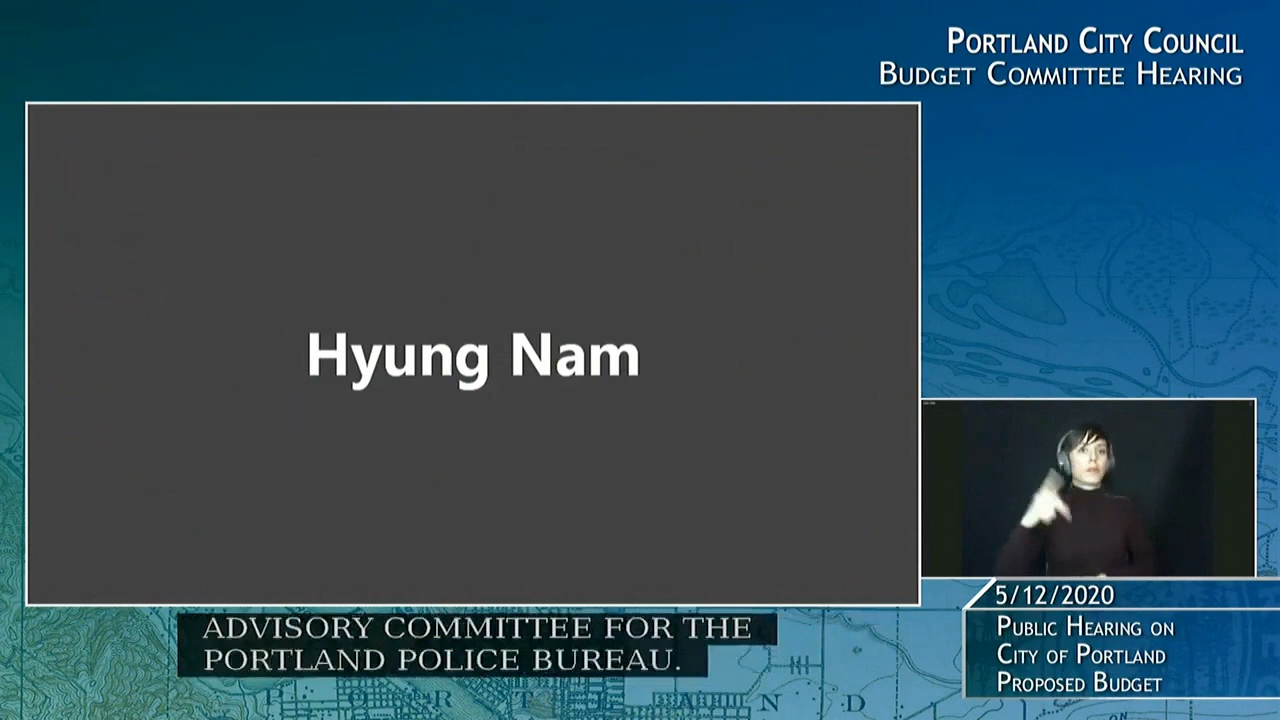 PORTLAND CITY COUNCIL
BUDGET COMMITTEE HEARING
Hyung Nam
5/12/2020
PUBLIC HEARING ON
CITY OF PORTLAND
PROPOSED BUDGET
ADVISORY COMMITTEE FOR THE
PORTLAND POLICE BUREAU.
P O R T L A N D
ON